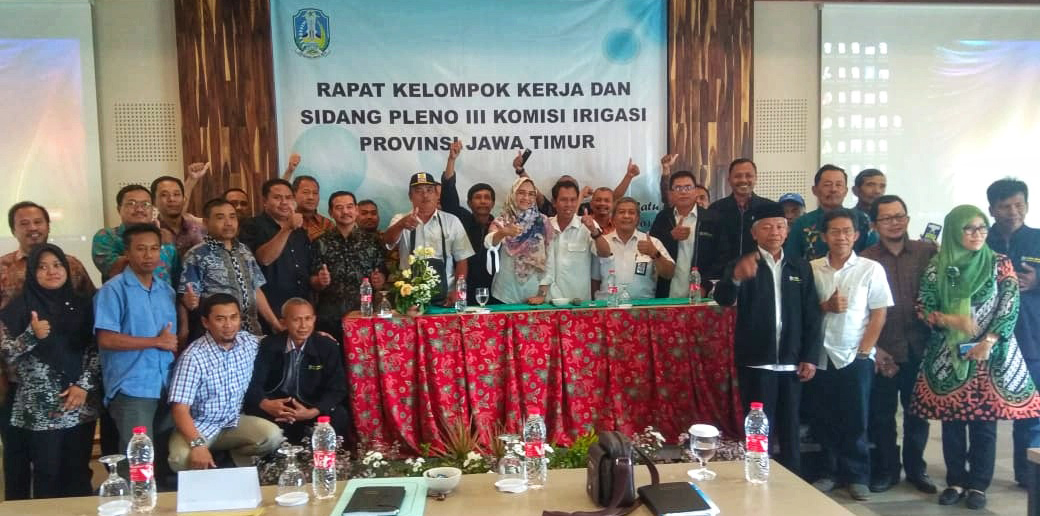 RAPAT KELOMPOK KERJA DAN
SIDANG PLENO III KOMISI IRIGASI
PROVINSI JAWA TIMUR